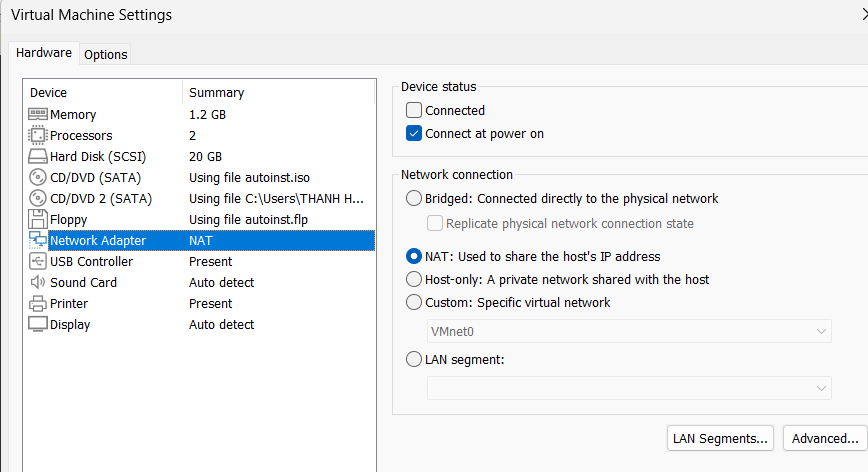 Virtual Machine Settings
Hardware Options
Device Summary
Memory 1.2 GB
Processors 2
Hard Disk (SCSI) 20 GB
CD/DVD (SATA) Using file autoinst.iso
CD/DVD 2 (SATA) Using file C:\Users\THANH H...
Floppy Using file autoinst.flp
Network Adapter NAT
USB Controller Present
Sound Card Auto detect
Printer Present
Display Auto detect
Device status
Connected
Connect at power on
Network connection
Bridged: Connected directly to the physical network
Replicate physical network connection state
NAT: Used to share the host's IP address
Host-only: A private network shared with the host
Custom: Specific virtual network
VMnet0
LAN segment:
LAN Segments... Advanced...